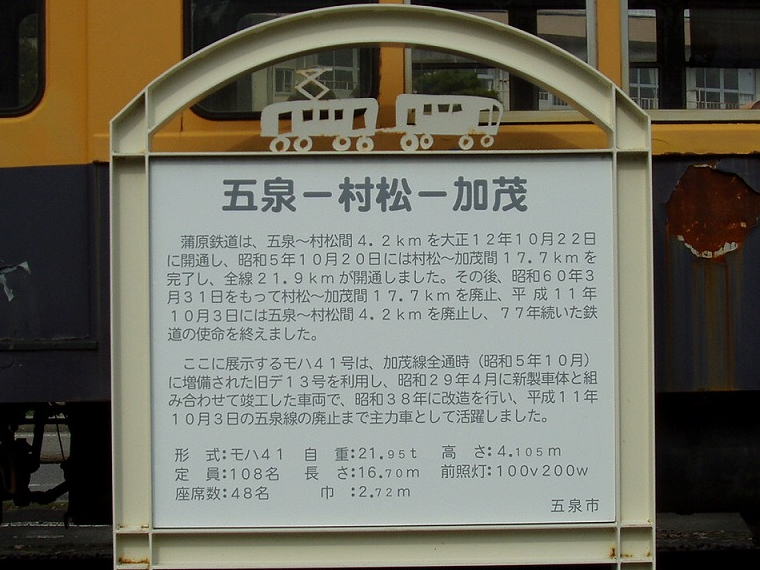 五泉－村松－加茂
蒲原鉄道は、五泉～村松間４．２ｋｍを大正１２年１０月２２日
に開通し、昭和５年１０月２０日には村松～加茂間１７．７ｋｍを
完了し、全線２１．９ｋｍが開通しました。その後、昭和６０年３
月３１日をもって村松～加茂間１７．７ｋｍを廃止、平成１１年
１０月３日には五泉～村松間４．２ｋｍを廃止し、７７年続いた鉄
道の使命を終えました。
ここに展示するモハ４１号は、加茂線全通時（昭和５年１０月）
に増備された旧デ１３号を利用し、昭和２９年４月に新製車体と組
み合わせて竣工した車両で、昭和３８年に改造を行い、平成１１年
１０月３日の五泉線の廃止まで主力車として活躍しました。
形　式：モハ４１　自　重：21.95ｔ　高　さ：4.105ｍ
定　員：108名　長　さ：16.70ｍ　前照灯：100ｖ200ｗ
座席数：48名　巾　：2.72ｍ
五泉市